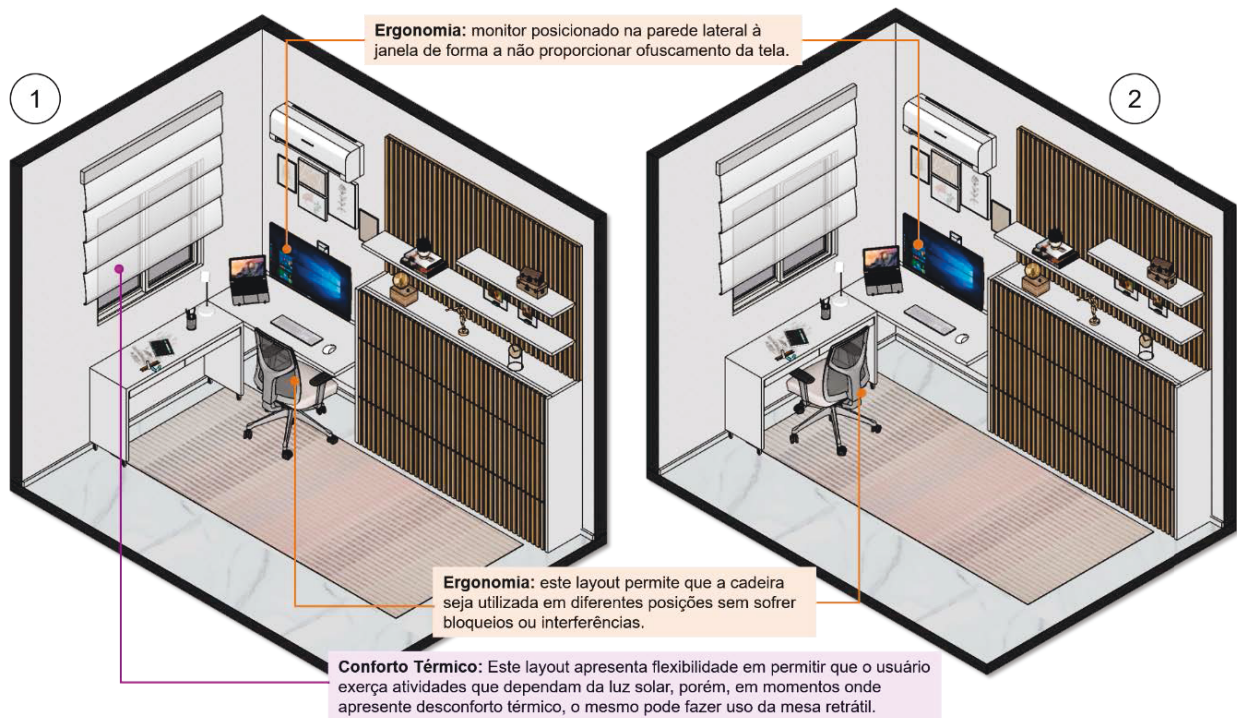 Ergonomia: monitor posicionado na parede lateral à
janela de forma a não proporcionar ofuscamento da tela.
1
2
Ergonomia: este layout permite que a cadeira
seja utilizada em diferentes posições sem sofrer
bloqueios ou interferências.
Conforto Térmico: Este layout apresenta flexibilidade em permitir que o usuário
exerça atividades que dependam da luz solar, porém, em momentos onde
apresente desconforto térmico, o mesmo pode fazer uso da mesa retrátil.